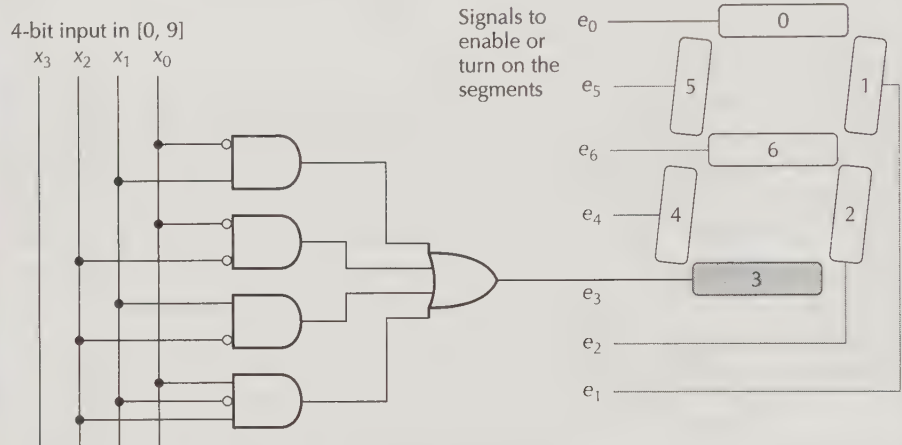 4-bit input in [0, 9]
x₃ x₂ x₁ x₀
Signals to
enable or
turn on the
segments
e₀
e₅
e₆
e₄
e₃
e₂
e₁
0
5
1
6
4
2
3